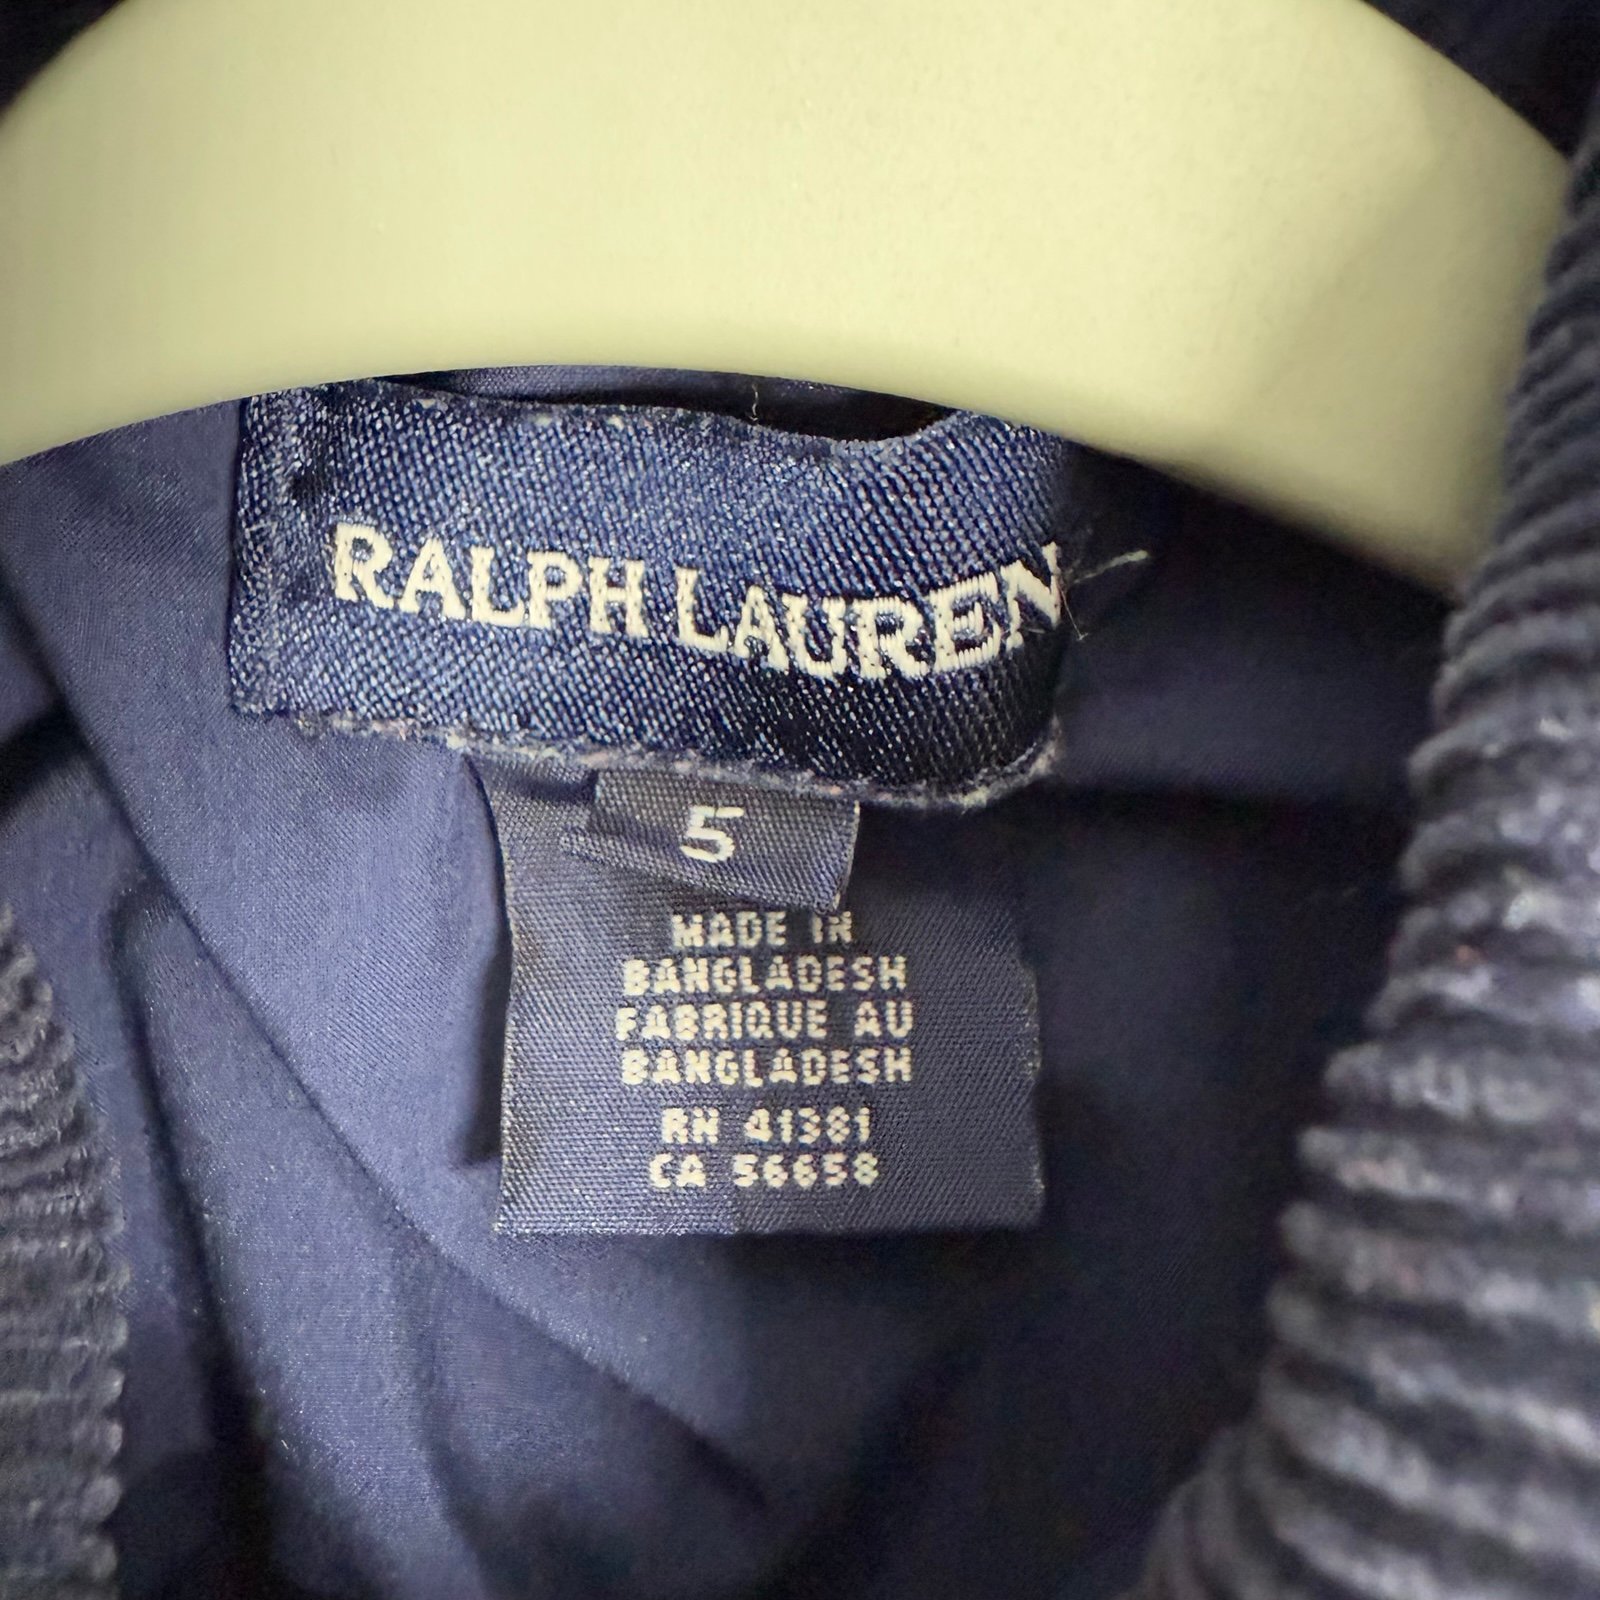 RALPH LAUREN
5
MADE IN
BANGLADESH
FABRIQUE AU
BANGLADESH
RN 41381
CA 56658